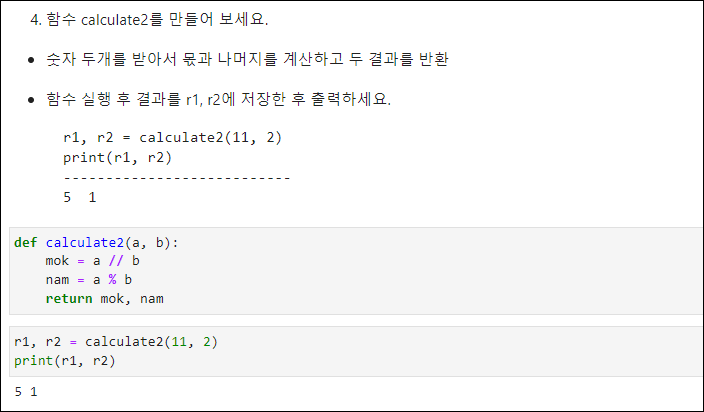 4. 함수 calculate2를 만들어 보세요.
• 숫자 두개를 받아서 몫과 나머지를 계산하고 두 결과를 반환
• 함수 실행 후 결과를 r1, r2에 저장한 후 출력하세요.
r1, r2 = calculate2(11, 2)
print(r1, r2)
---------------------------
5  1
def calculate2(a, b):
    mok = a // b
    nam = a % b
    return mok, nam
r1, r2 = calculate2(11, 2)
print(r1, r2)
5 1